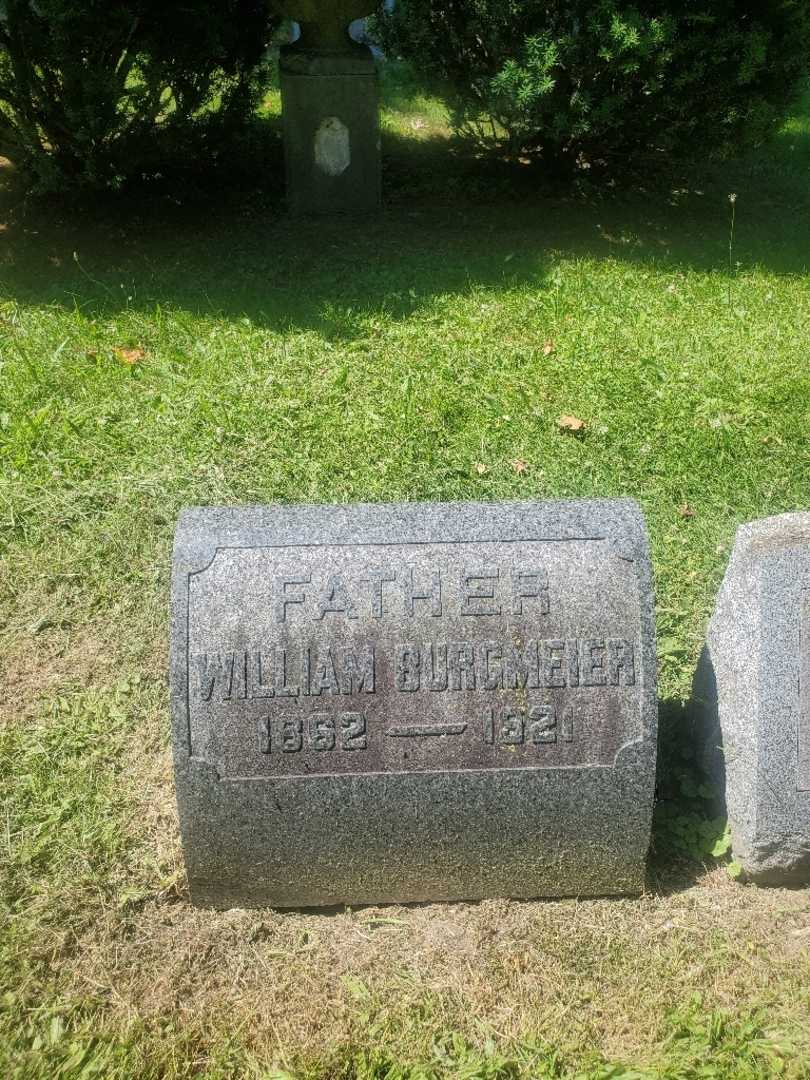 FATHER
WILLIAM BURGMEIER
1862 — 1921